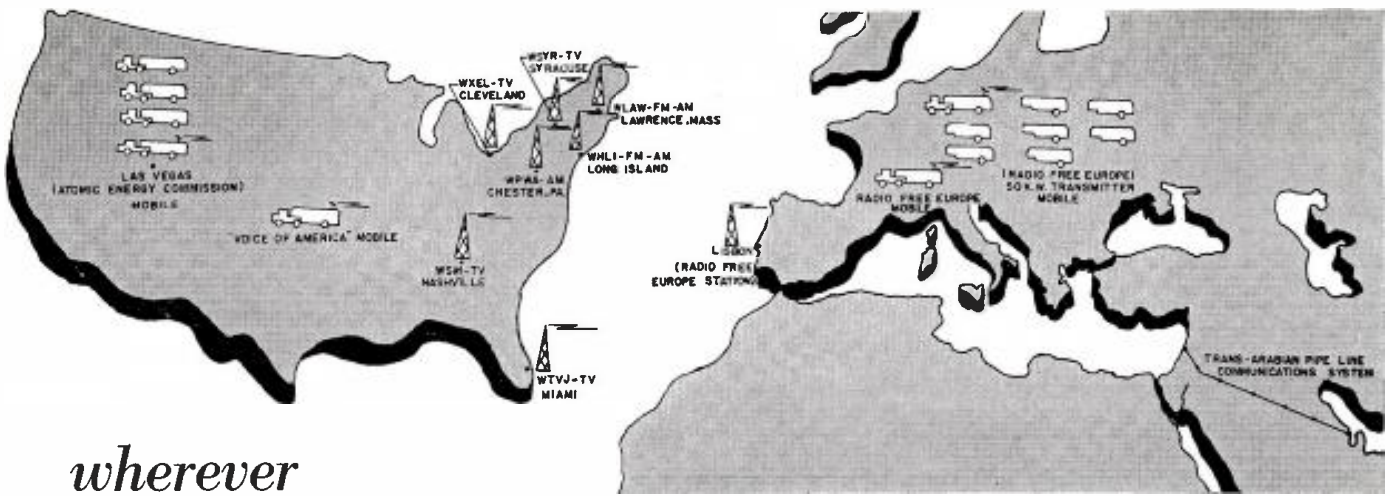 WXEL-TV
CLEVELAND
WSYR-TV
SYRACUSE
WLAW-FM-AM
LAWRENCE, MASS
WHLI-FM-AM
LONG ISLAND
WPWA-AM
CHESTER, PA.
LAS VEGAS
(ATOMIC ENERGY COMMISSION)
MOBILE
"VOICE OF AMERICA" MOBILE
WSM-TV
NASHVILLE
WTVJ-TV
MIAMI
LISBON
(RADIO FREE
EUROPE STATION)
RADIO FREE EUROPE
MOBILE
(RADIO FREE EUROPE)
50 K.W. TRANSMITTER
MOBILE
TRANS-ARABIAN PIPE LINE
COMMUNICATIONS SYSTEM
wherever